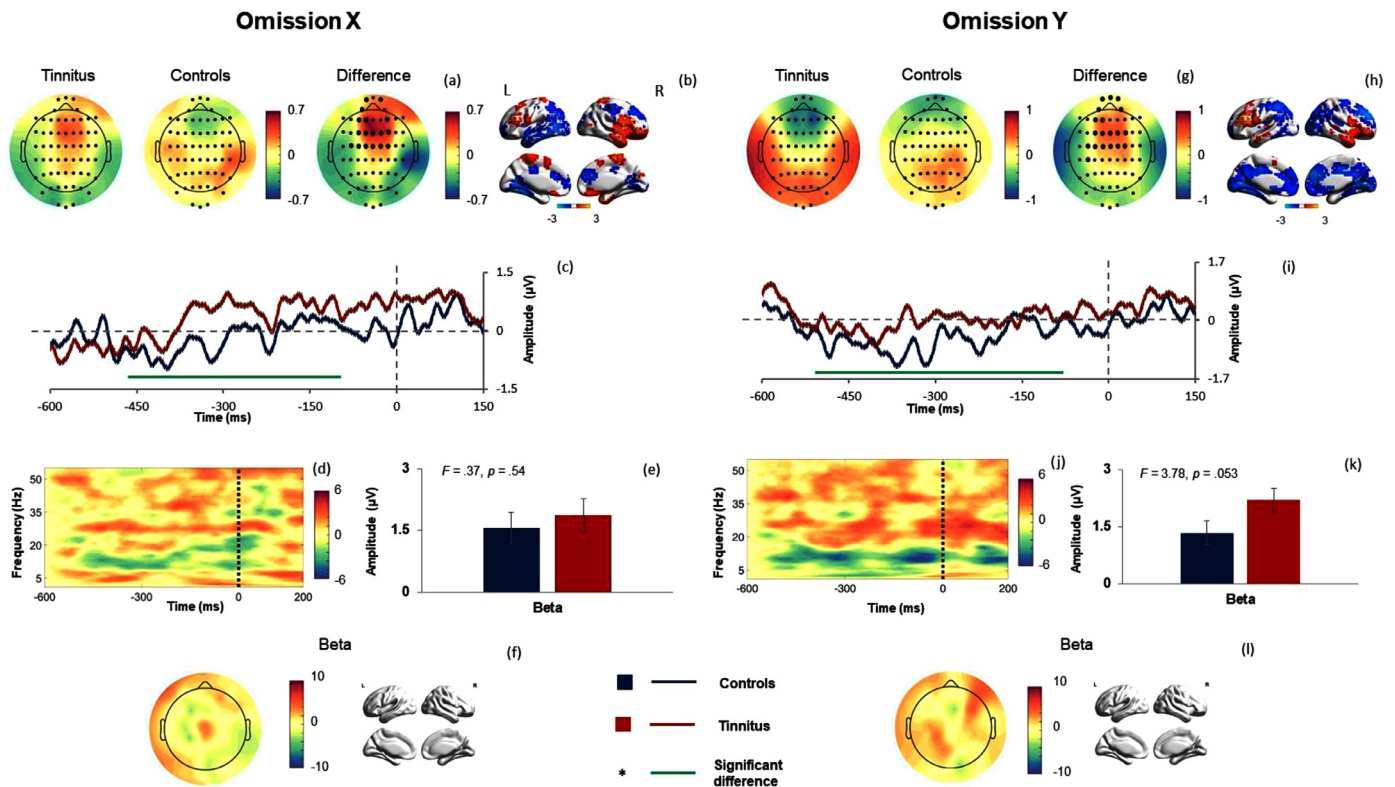 Omission X
Omission Y
Tinnitus Controls Difference (a)
0.7 0.7
0 0
-0.7 -0.7
(b)
L R
-3 3
Tinnitus Controls Difference (g)
1 1
0 0
-1 -1
(h)
-3 3
(c)
1.5
0
-1.5
Amplitude (µV)
-600 -450 -300 -150 0 150
Time (ms)
(i)
1.7
0
-1.7
Amplitude (µV)
-600 -450 -300 -150 0 150
Time (ms)
(d)
Frequency (Hz)
50
35
20
5
-600 -300 0 200
Time (ms)
6
0
-6
(e)
F = .37, p = .54
Amplitude (µV)
3
1.5
0
Beta
(j)
Frequency (Hz)
50
35
20
5
-600 -300 0 200
Time (ms)
6
0
-6
(k)
F = 3.78, p = .053
Amplitude (µV)
3
1.5
0
Beta
Beta
(f)
10
0
-10
L R
Controls
Tinnitus
* Significant
difference
Beta
(l)
10
0
-10
L R